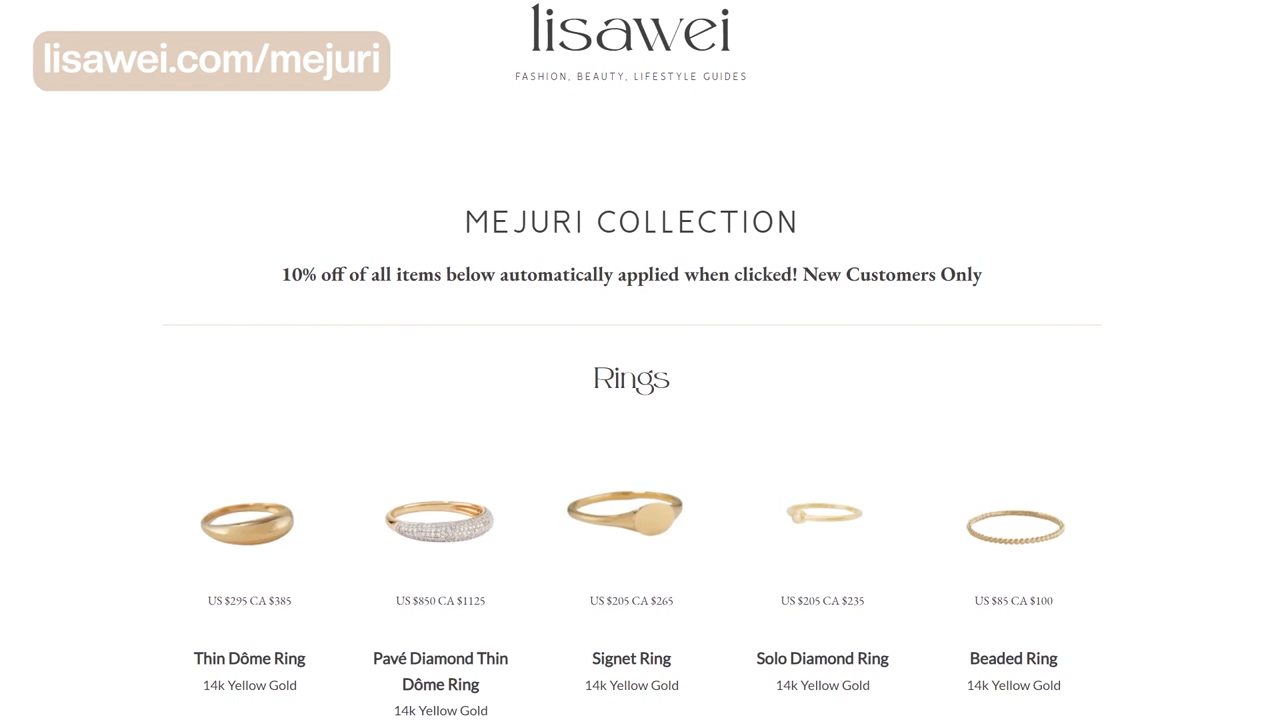 lisawei.com/mejuri
lisawei
FASHION, BEAUTY, LIFESTYLE GUIDES
MEJURI COLLECTION
10% off of all items below automatically applied when clicked! New Customers Only
Rings
US $295 CA $385
US $850 CA $1125
US $205 CA $265
US $205 CA $235
US $85 CA $100
Thin Dôme Ring
14k Yellow Gold
Pavé Diamond Thin
Dôme Ring
14k Yellow Gold
Signet Ring
14k Yellow Gold
Solo Diamond Ring
14k Yellow Gold
Beaded Ring
14k Yellow Gold